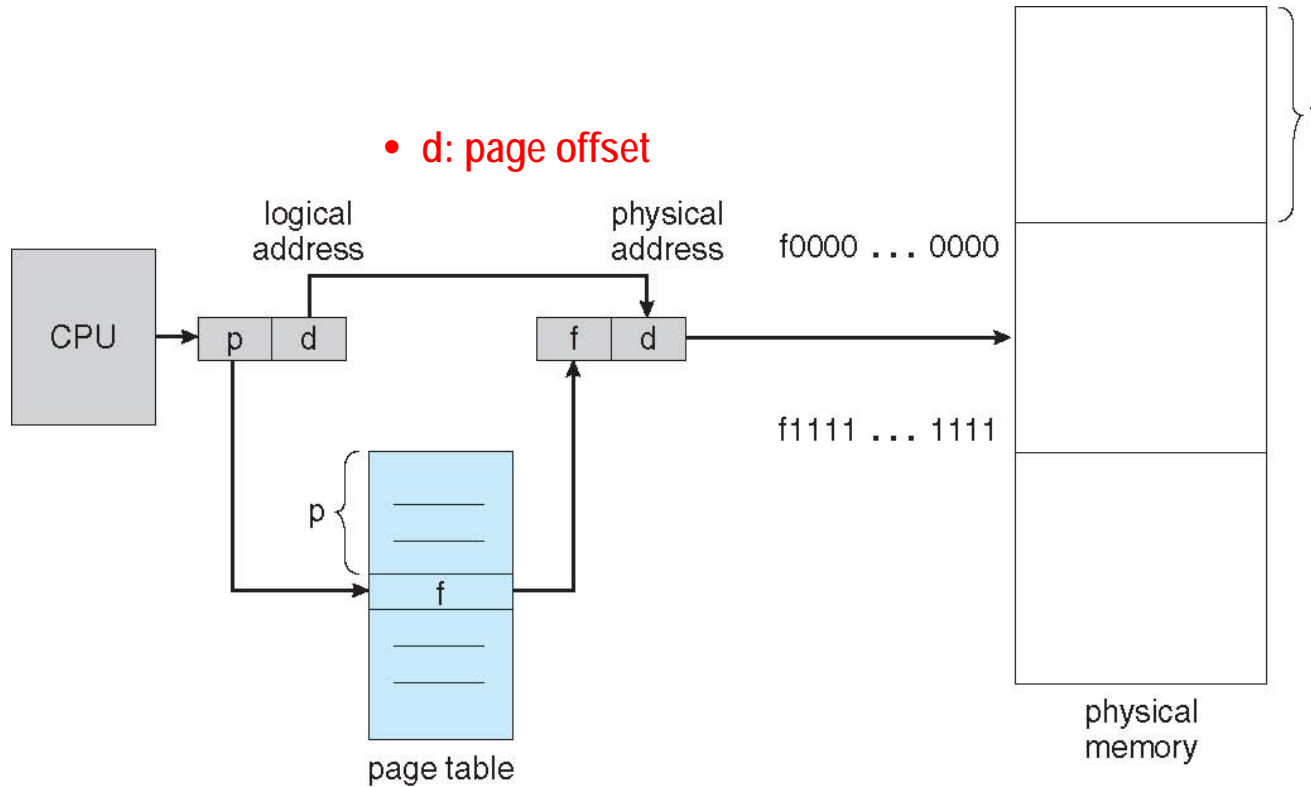 • d: page offset
logical
address
physical
address
f0000 ... 0000
CPU
p
d
f
d
f1111 ... 1111
p
f
page table
physical
memory